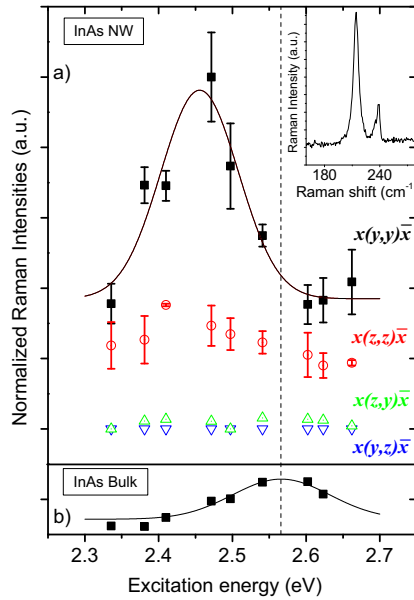 InAs NW
a)
Normalized Raman Intensities (a.u.)
Raman Intensity (a.u.)
160 240
Raman shift (cm⁻¹
x(y,y)x̅
x(z,z)x̅
x(z,y)x̅
x(y,z)x̅
InAs Bulk
b)
2.3 2.4 2.5 2.6 2.7
Excitation energy (eV)